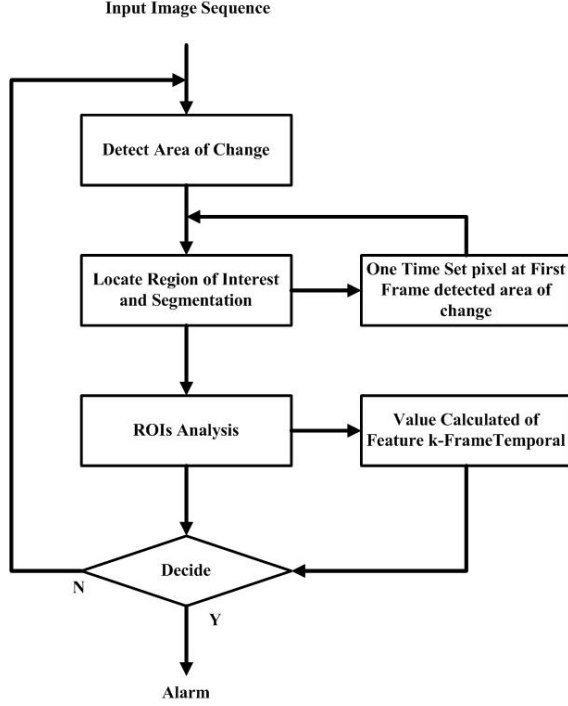 Input Image Sequence
Detect Area of Change
Locate Region of Interest
and Segmentation
One Time Set pixel at First
Frame detected area of
change
ROIs Analysis
Value Calculated of
Feature k-FrameTemporal
Decide
N
Y
Alarm